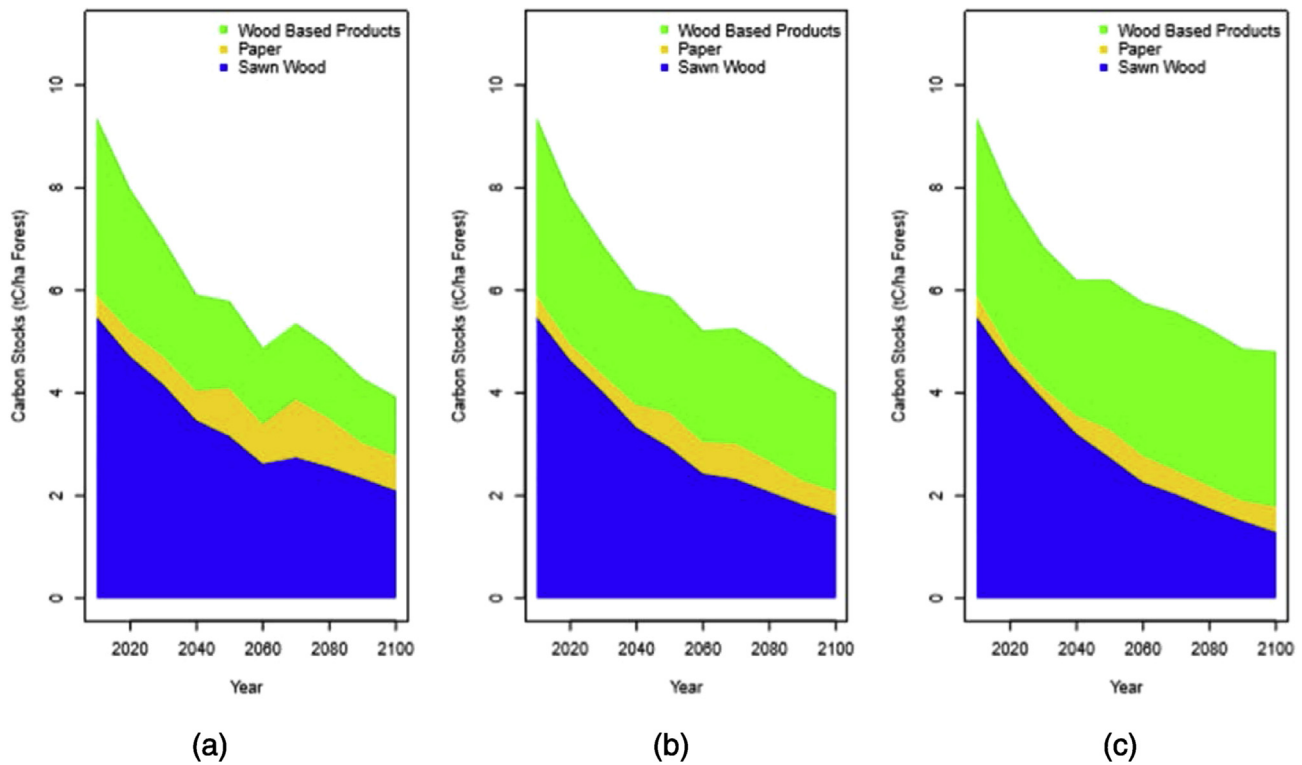 Wood Based Products
Paper
Sawn Wood
10
8
6
4
2
0
Carbon Stocks (tC/ha Forest)
2020 2040 2060 2080 2100
Year
(a)
Wood Based Products
Paper
Sawn Wood
10
8
6
4
2
0
Carbon Stocks (tC/ha Forest)
2020 2040 2060 2080 2100
Year
(b)
Wood Based Products
Paper
Sawn Wood
10
8
6
4
2
0
Carbon Stocks (tC/ha Forest)
2020 2040 2060 2080 2100
Year
(c)